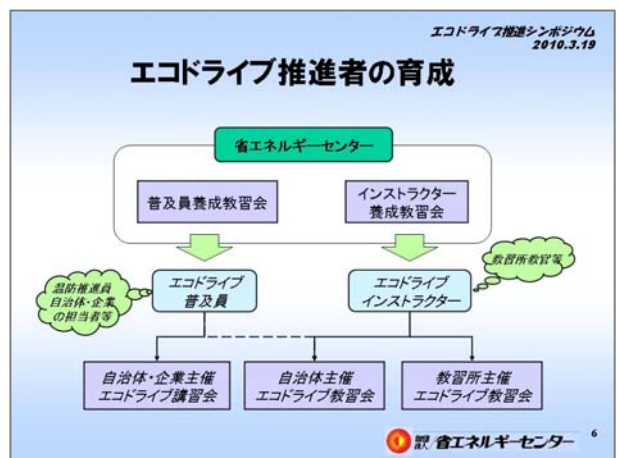 エコドライブ推進シンポジウム
2010.3.19
エコドライブ推進者の育成
省エネルギーセンター
普及員養成教習会
インストラクター
養成教習会
温防推進員
自治体・企業
の担当者等
エコドライブ
普及員
エコドライブ
インストラクター
教習所教官等
自治体・企業主催
エコドライブ講習会
自治体主催
エコドライブ教習会
教習所主催
エコドライブ教習会
財団法人 省エネルギーセンター
6